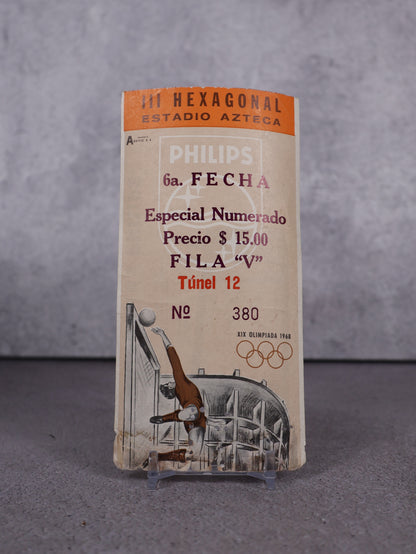 III HEXAGONAL
ESTADIO AZTECA
PHILIPS
6a. FECHA
Especial Numerado
Precio $ 15.00
FILA "V"
Túnel 12
Nº 380
XIX OLIMPIADA 1968